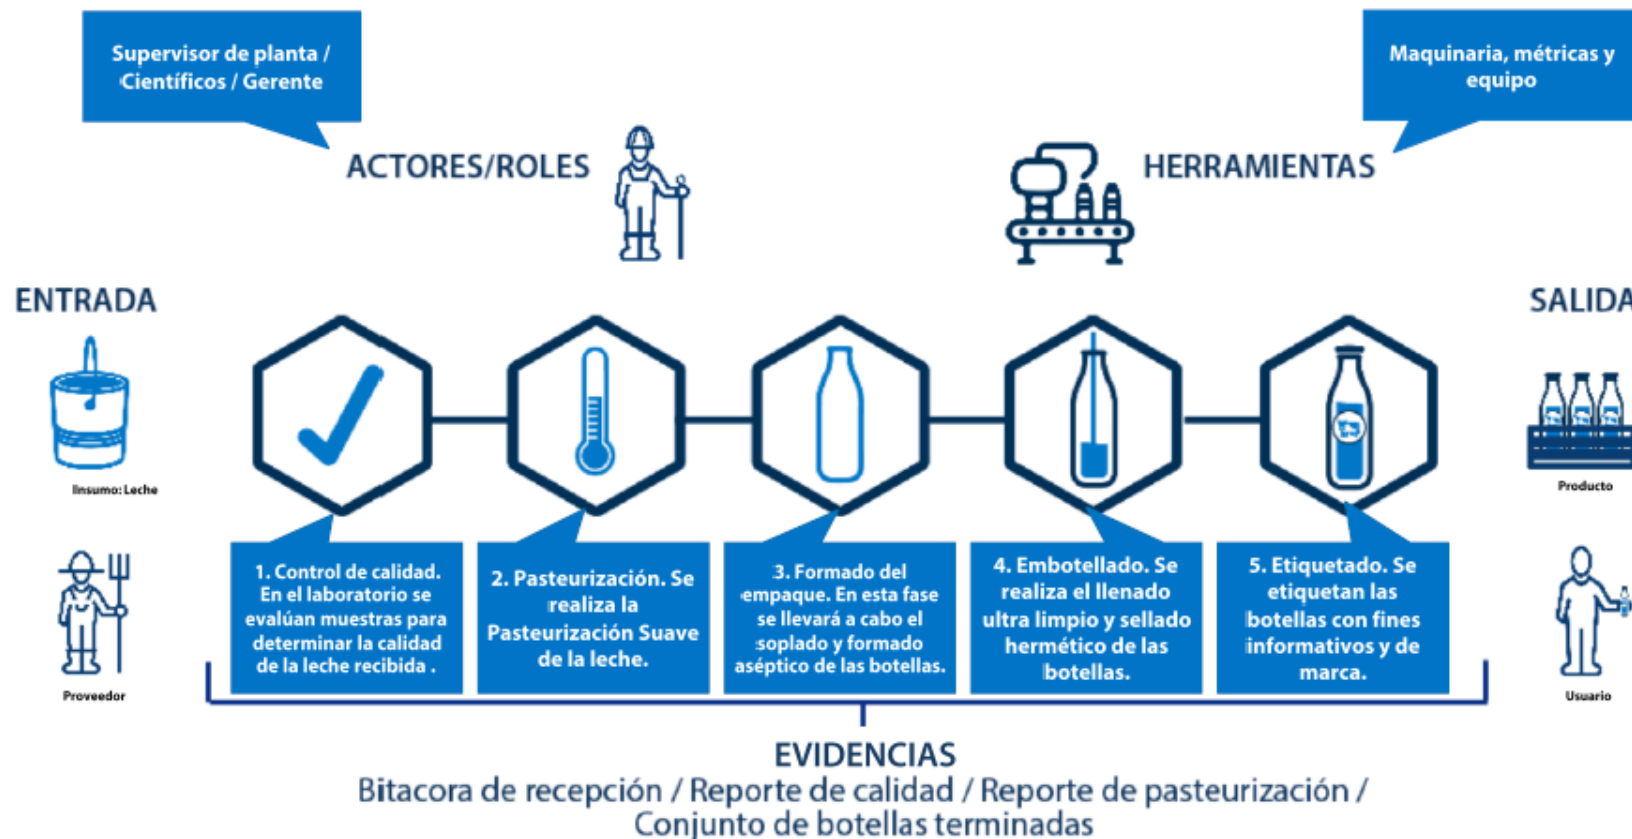 Supervisor de planta /
Científicos / Gerente
Maquinaria, métricas y
equipo
ACTORES/ROLES
HERRAMIENTAS
ENTRADA
SALIDA
Iinsumo: Leche
Producto
1. Control de calidad.
En el laboratorio se
evalúan muestras para
determinar la calidad
de la leche recibida .
2. Pasteurización. Se
realiza la
Pasteurización Suave
de la leche.
3. Formado del
empaque. En esta fase
se llevará a cabo el
soplado y formado
aséptico de las botellas.
4. Embotellado. Se
realiza el llenado
ultra limpio y sellado
hermético de las
botellas.
5. Etiquetado. Se
etiquetan las
botellas con fines
informativos y de
marca.
Proveedor
Usuario
EVIDENCIAS
Bitacora de recepción / Reporte de calidad / Reporte de pasteurización /
Conjunto de botellas terminadas